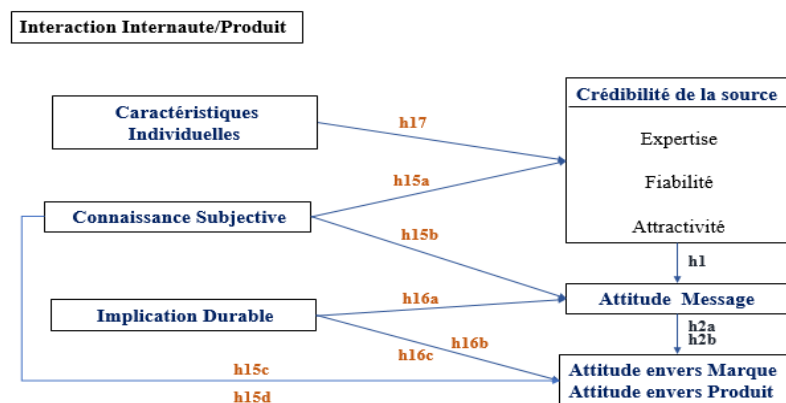 Interaction Internaute/Produit
Caractéristiques
Individuelles
h17
Crédibilité de la source
Expertise
Fiabilité
Attractivité
h15a
Connaissance Subjective
h15b
h1
h16a
Attitude Message
Implication Durable
h2a
h2b
h16b
h16c
h15c
h15d
Attitude envers Marque
Attitude envers Produit